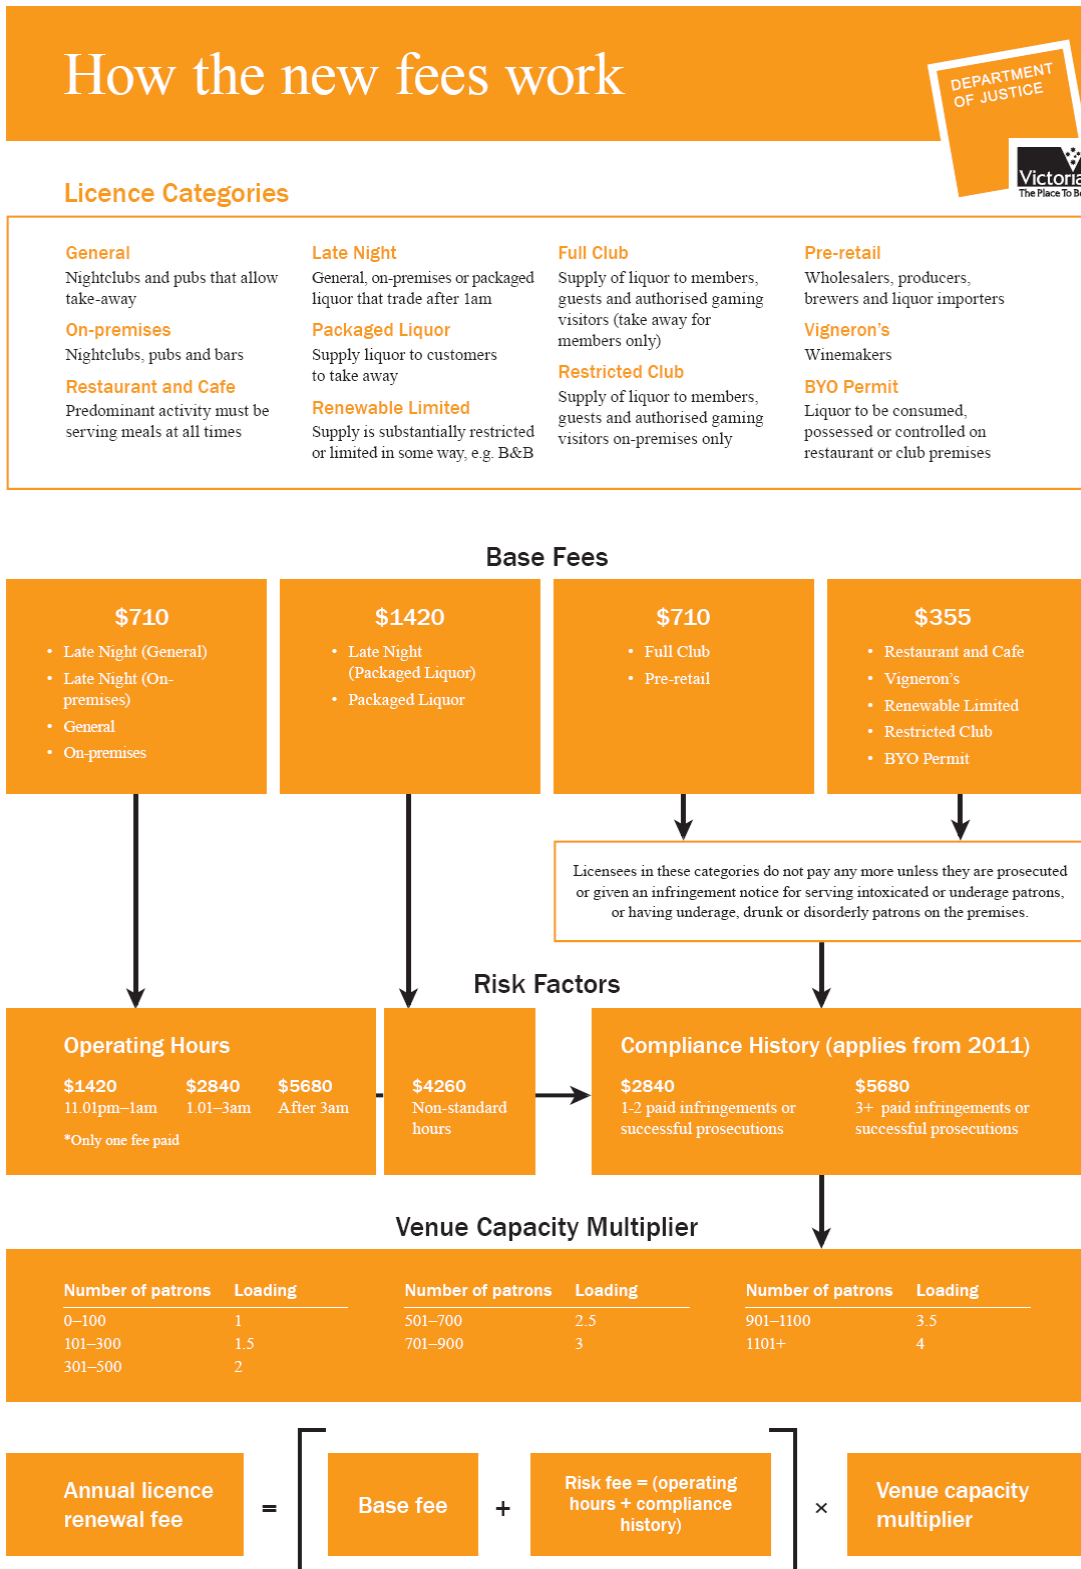 How the new fees work
DEPARTMENT
OF JUSTICE
Victoria
The Place To Be
Licence Categories
General
Nightclubs and pubs that allow
take-away
On-premises
Nightclubs, pubs and bars
Restaurant and Cafe
Predominant activity must be
serving meals at all times
Late Night
General, on-premises or packaged
liquor that trade after 1am
Packaged Liquor
Supply liquor to customers
to take away
Renewable Limited
Supply is substantially restricted
or limited in some way, e.g. B&B
Full Club
Supply of liquor to members,
guests and authorised gaming
visitors (take away for
members only)
Restricted Club
Supply of liquor to members,
guests and authorised gaming
visitors on-premises only
Pre-retail
Wholesalers, producers,
brewers and liquor importers
Vigneron's
Winemakers
BYO Permit
Liquor to be consumed,
possessed or controlled on
restaurant or club premises
Base Fees
$710
• Late Night (General)
• Late Night (On-
premises)
• General
• On-premises
$1420
• Late Night
(Packaged Liquor)
• Packaged Liquor
$710
• Full Club
• Pre-retail
$355
• Restaurant and Cafe
• Vigneron's
• Renewable Limited
• Restricted Club
• BYO Permit
Licensees in these categories do not pay any more unless they are prosecuted
or given an infringement notice for serving intoxicated or underage patrons,
or having underage, drunk or disorderly patrons on the premises.
Risk Factors
Operating Hours
$1420 $2840 $5680
11.01pm–1am 1.01–3am After 3am
*Only one fee paid
$4260
Non-standard
hours
Compliance History (applies from 2011)
$2840
1-2 paid infringements or
successful prosecutions
$5680
3+ paid infringements or
successful prosecutions
Venue Capacity Multiplier
Number of patrons Loading
0–100 1
101–300 1.5
301–500 2
Number of patrons Loading
501–700 2.5
701–900 3
Number of patrons Loading
901–1100 3.5
1101+ 4
Annual licence
renewal fee
=
Base fee
+
Risk fee = (operating
hours + compliance
history)
×
Venue capacity
multiplier